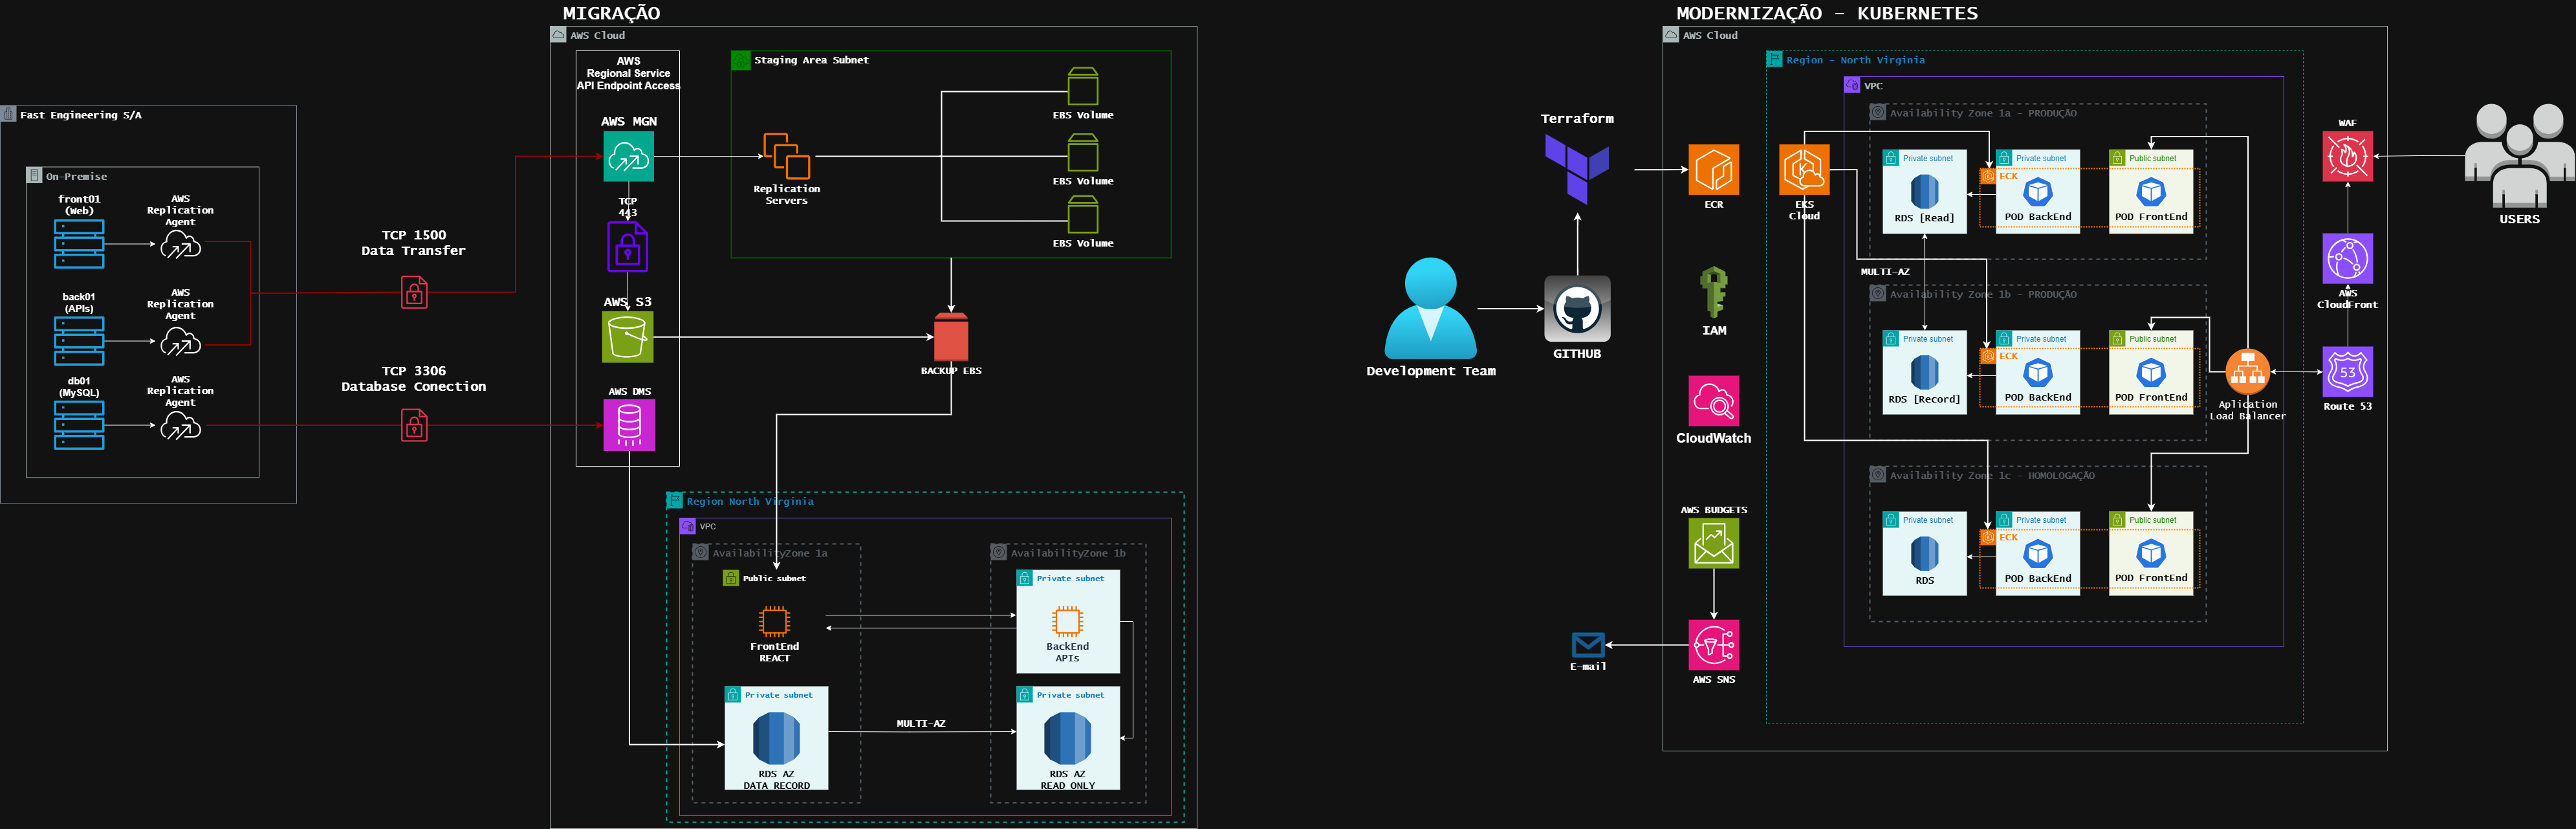 MIGRAÇÃO
AWS Cloud
Fast Engineering S/A
On-Premise
front01
(Web)
AWS
Replication
Agent
back01
(APIs)
AWS
Replication
Agent
db01
(MySQL)
AWS
Replication
Agent
TCP 1500
Data Transfer
TCP 3306
Database Conection
AWS
Regional Service
API Endpoint Access
AWS MGN
TCP
443
AWS S3
AWS DMS
Staging Area Subnet
Replication
Servers
EBS Volume
EBS Volume
EBS Volume
BACKUP EBS
Region North Virginia
VPC
AvailabilityZone 1a
Public subnet
FrontEnd
REACT
Private subnet
RDS AZ
DATA RECORD
MULTI-AZ
AvailabilityZone 1b
Private subnet
BackEnd
APIs
Private subnet
RDS AZ
READ ONLY
MODERNIZAÇÃO - KUBERNETES
AWS Cloud
Development Team
GITHUB
Terraform
ECR
IAM
CloudWatch
AWS BUDGETS
AWS SNS
E-mail
Region - North Virginia
EKS
Cloud
VPC
Availability Zone 1a - PRODUÇÃO
Private subnet
RDS [Read]
Private subnet
ECK
POD BackEnd
Public subnet
POD FrontEnd
MULTI-AZ
Availability Zone 1b - PRODUÇÃO
Private subnet
RDS [Record]
Private subnet
ECK
POD BackEnd
Public subnet
POD FrontEnd
Availability Zone 1c - HOMOLOGAÇÃO
Private subnet
RDS
Private subnet
ECK
POD BackEnd
Public subnet
POD FrontEnd
Aplication
Load Balancer
WAF
AWS
CloudFront
53
Route 53
USERS